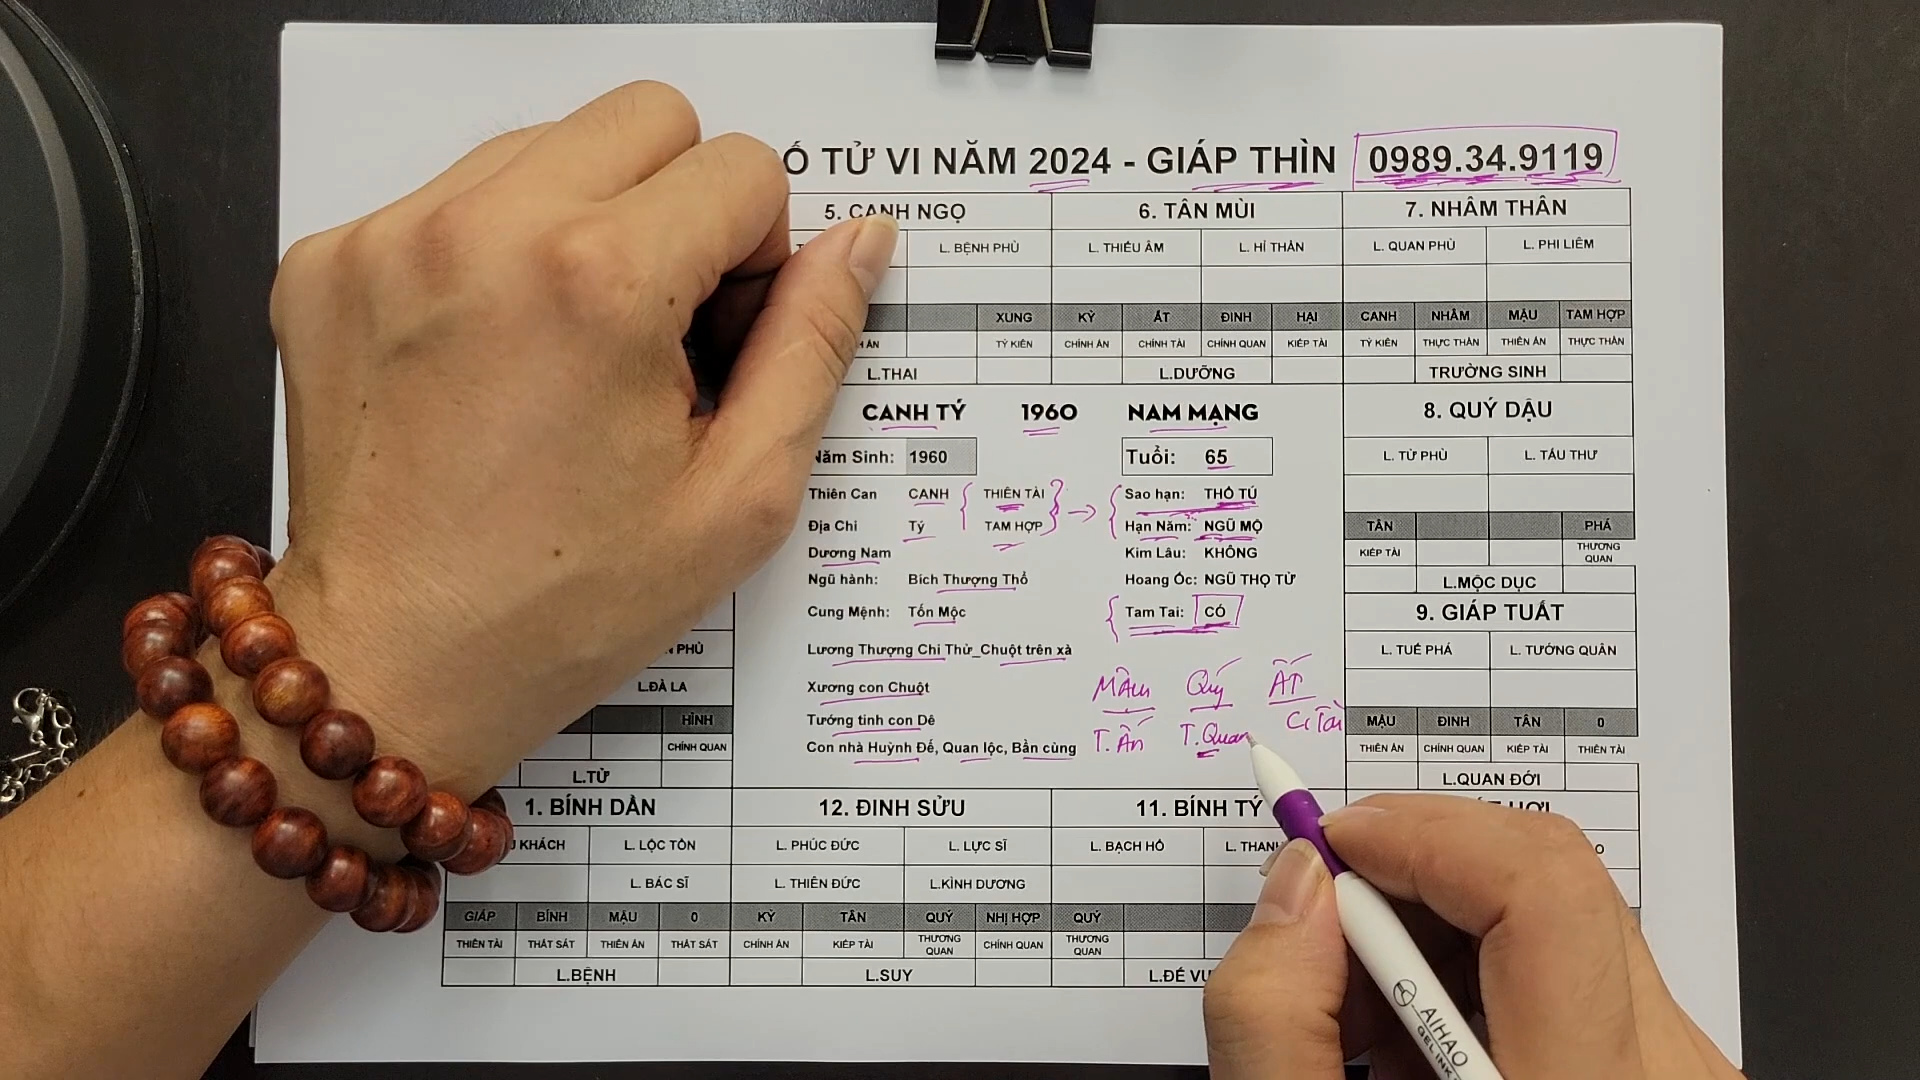 Ố TỬ VI NĂM 2024 - GIÁP THÌN 0989.34.9119
5. CANH NGỌ
6. TÂN MÙI
7. NHÂM THÂN
L. BỆNH PHÙ
L. THIẾU ÂM
L. HỈ THẦN
L. QUAN PHÙ
L. PHI LIÊM
XUNG KỶ ẤT ĐINH HẠI CANH NHÂM MẬU TAM HỢP
TỶ KIÊN CHÍNH ẤN CHÍNH TÀI CHÍNH QUAN KIẾP TÀI TỶ KIÊN THỰC THẦN THIÊN ẤN THỰC THẦN
L.THAI
L.DƯỠNG
TRƯỜNG SINH
CANH TÝ 1960 NAM MẠNG
Năm Sinh: 1960
Tuổi: 65
Thiên Can CANH THIÊN TÀI
Sao hạn: THỔ TÚ
Địa Chi Tý TAM HỢP
Hạn Năm: NGŨ MỘ
Dương Nam
Kim Lâu: KHÔNG
Ngũ hành: Bích Thượng Thổ
Hoang Ốc: NGŨ THỌ TỬ
Cung Mệnh: Tốn Mộc
Tam Tai: CÓ
Lương Thượng Chi Thử_Chuột trên xà
Xương con Chuột
Tướng tinh con Dê
Con nhà Huỳnh Đế, Quan lộc, Bần cùng
Mậu Quý ẤT
T. Ấn T.Quan C Tài
8. QUÝ DẬU
L. TỬ PHÙ
L. TẤU THƯ
TÂN PHÁ
KIẾP TÀI THƯƠNG QUAN
L.MỘC DỤC
9. GIÁP TUẤT
L. TUẾ PHÁ
L. TƯỚNG QUÂN
MẬU ĐINH TÂN 0
THIÊN ẤN CHÍNH QUAN KIẾP TÀI THIÊN TÀI
L.QUAN ĐỚI
PHÙ
L.ĐÀ LA
HÌNH
CHÍNH QUAN
L.TỬ
1. BÍNH DẦN
12. ĐINH SỬU
11. BÍNH TÝ
KHÁCH
L. LỘC TỒN
L. PHÚC ĐỨC
L. LỰC SĨ
L. BẠCH HỔ
L. THANH
L. BÁC SĨ
L. THIÊN ĐỨC
L.KÌNH DƯƠNG
GIÁP BÍNH MẬU 0 KỶ TÂN QUÝ NHỊ HỢP QUÝ
THIÊN TÀI THẤT SÁT THIÊN ẤN THẤT SÁT CHÍNH ẤN KIẾP TÀI THƯƠNG QUAN CHÍNH QUAN THƯƠNG QUAN
L.BỆNH
L.SUY
L.ĐẾ VƯ
AIHAO
GEL INK